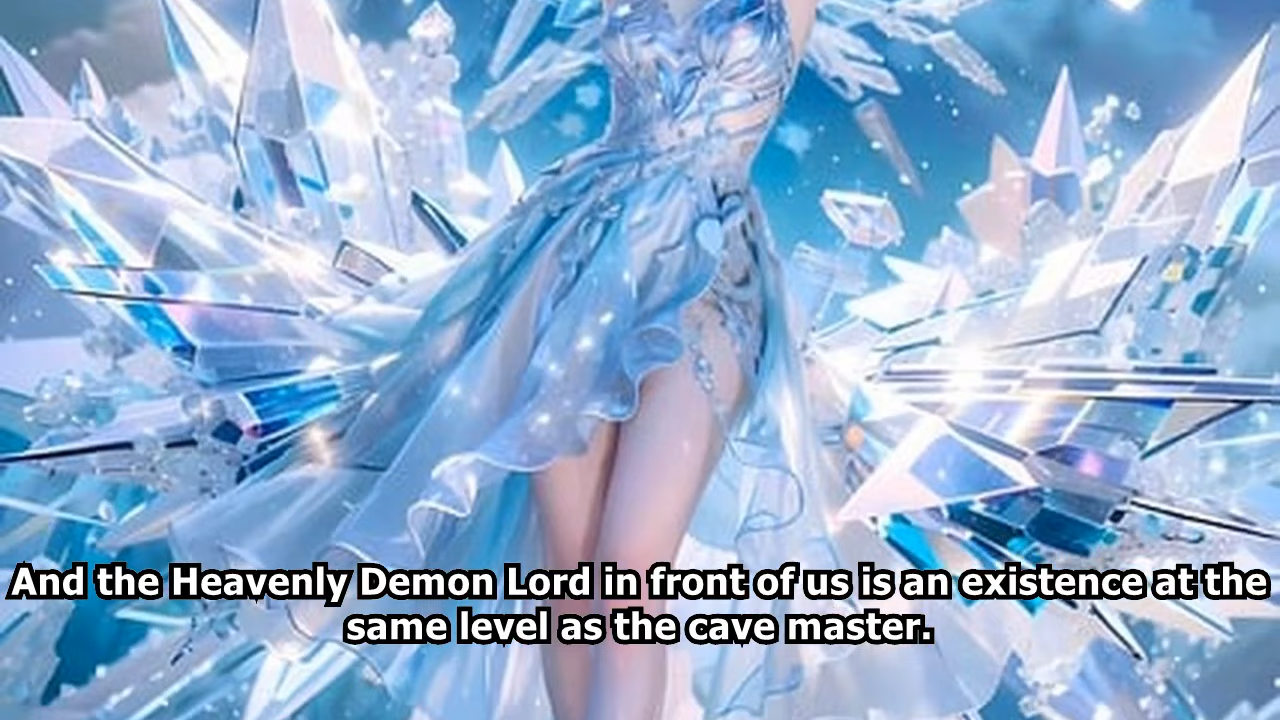 And the Heavenly Demon Lord in front of us is an existence at the
same level as the cave master.